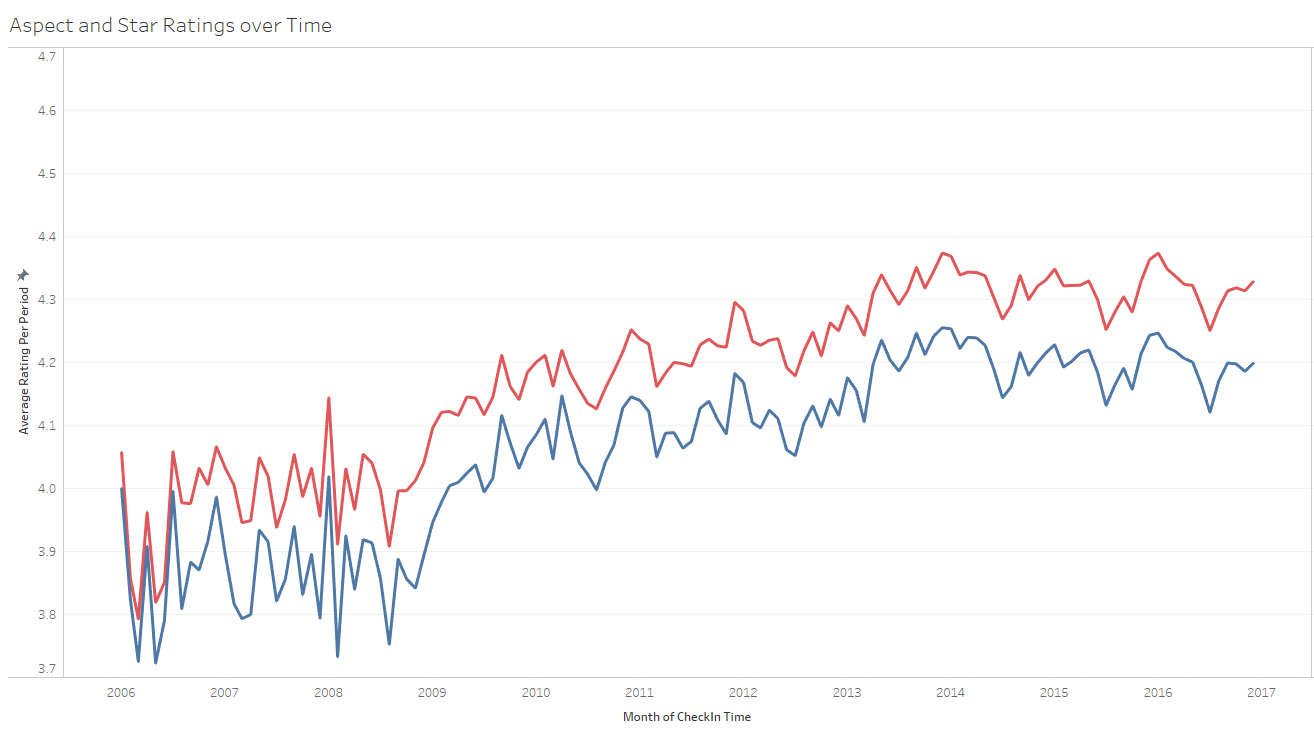 Aspect and Star Ratings over Time
4.7
4.6
4.5
4.4
4.3
4.2
4.1
4.0
3.9
3.8
3.7
Average Rating Per Period
2006 2007 2008 2009 2010 2011 2012 2013 2014 2015 2016 2017
Month of CheckIn Time